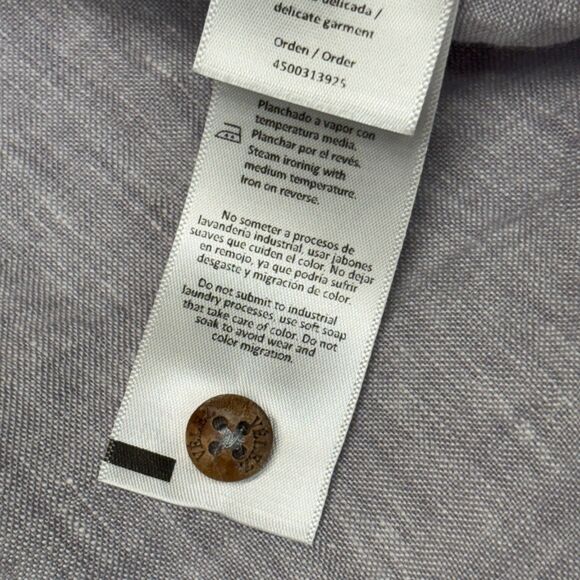 delicada /
delicate garment
Orden / Order
4500313925
Planchado a vapor con
temperatura media.
Planchar por el revés.
Steam ironig with
medium temperature.
Iron on reverse.
No someter a procesos de
lavandería industrial, usar jabones
suaves que cuiden el color. No dejar
en remojo, ya que podría sufrir
desgaste y migración de color.
Do not submit to industrial
laundry processes, use soft soap
that take care of color. Do not
soak to avoid wear and
color migration.
VÉLEZ
VÉLEZ